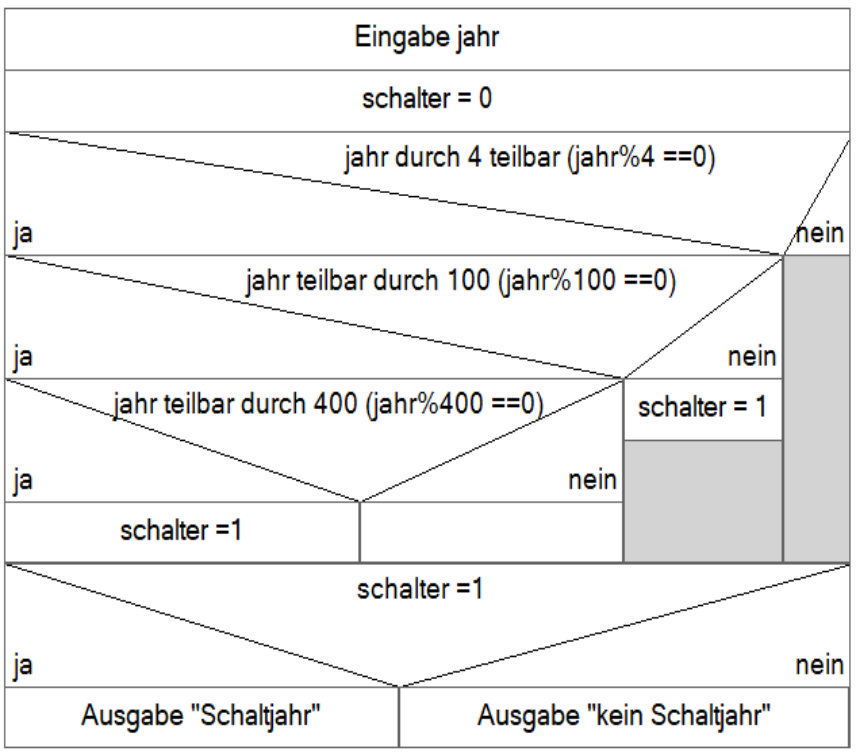 Eingabe jahr
schalter = 0
jahr durch 4 teilbar (jahr%4 ==0)
ja
nein
jahr teilbar durch 100 (jahr%100 ==0)
ja
nein
jahr teilbar durch 400 (jahr%400 ==0)
schalter = 1
ja
nein
schalter =1
schalter =1
ja
nein
Ausgabe "Schaltjahr"
Ausgabe "kein Schaltjahr"